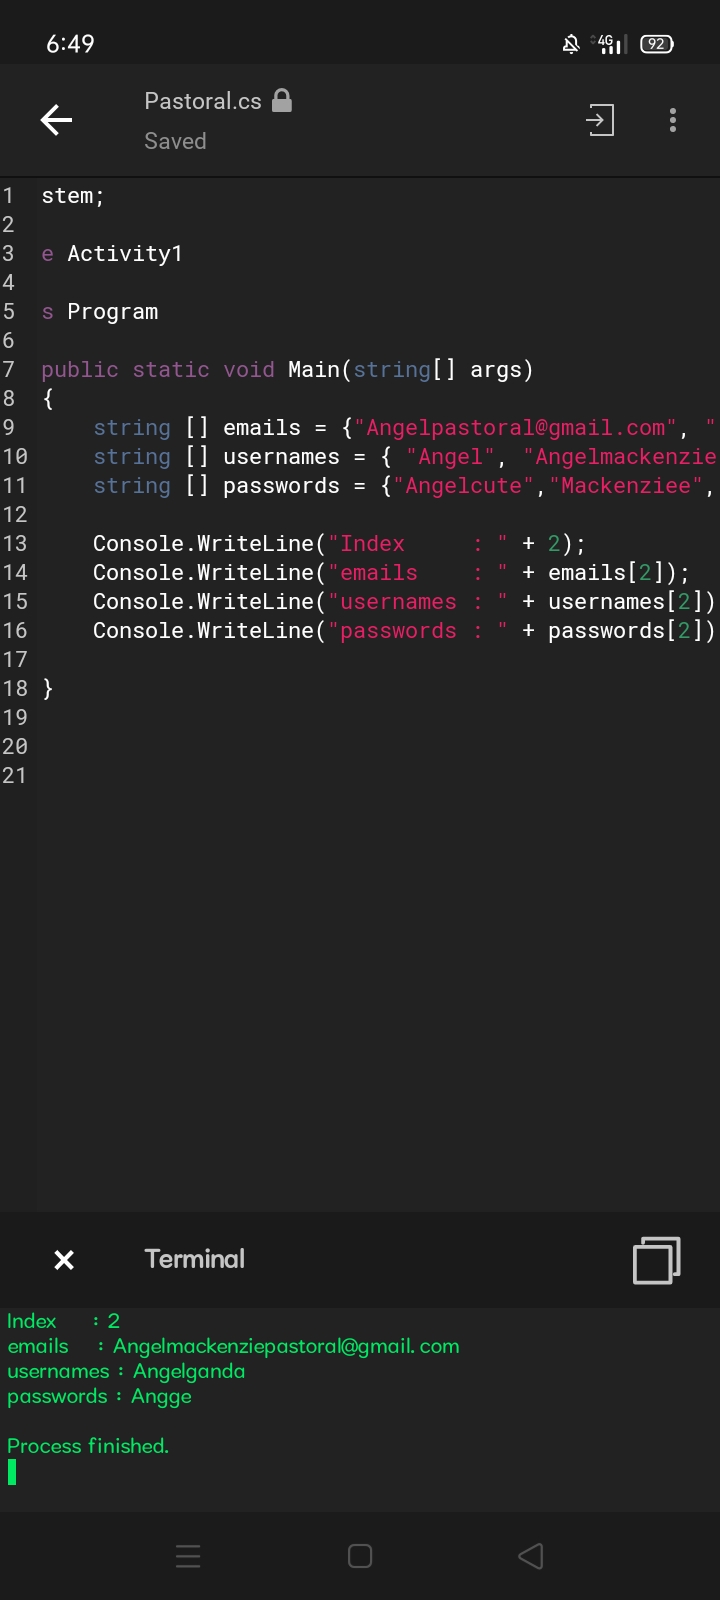 6:49
4G 92
Pastoral.cs
Saved
1 stem;
2
3 e Activity1
4
5 s Program
6
7 public static void Main(string[] args)
8 {
9 string [] emails = {"Angelpastoral@gmail.com", "
10 string [] usernames = { "Angel", "Angelmackenzie
11 string [] passwords = {"Angelcute","Mackenziee",
12
13 Console.WriteLine("Index     : " + 2);
14 Console.WriteLine("emails    : " + emails[2]);
15 Console.WriteLine("usernames : " + usernames[2])
16 Console.WriteLine("passwords : " + passwords[2])
17
18 }
19
20
21
Terminal
Index     : 2
emails    : Angelmackenziepastoral@gmail.com
usernames : Angelganda
passwords : Angge
Process finished.